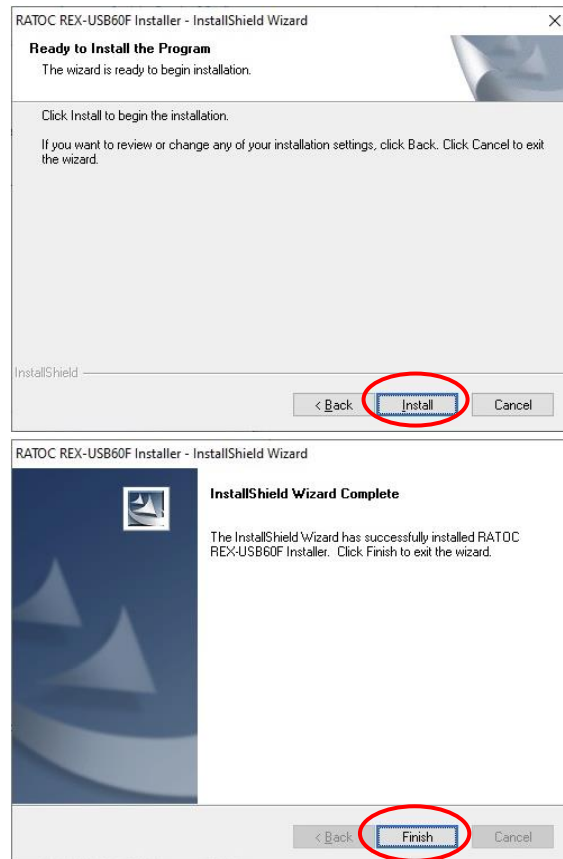 RATOC REX-USB60F Installer - InstallShield Wizard
Ready to Install the Program
The wizard is ready to begin installation.
Click Install to begin the installation.
If you want to review or change any of your installation settings, click Back. Click Cancel to exit
the wizard.
InstallShield
< Back Install Cancel
RATOC REX-USB60F Installer - InstallShield Wizard
InstallShield Wizard Complete
The InstallShield Wizard has successfully installed RATOC
REX-USB60F Installer. Click Finish to exit the wizard.
< Back Finish Cancel